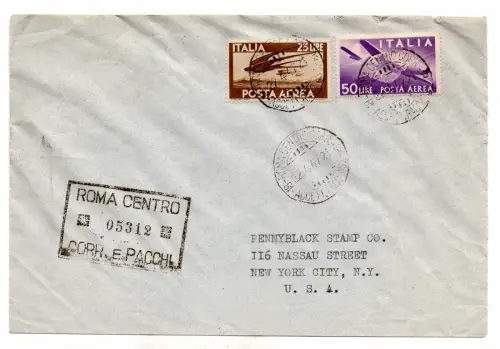 ITALIA 25 LIRE
POSTA AEREA
ITALIA
50 LIRE POSTA AEREA
ROMA CENTRO
05312
CORR. E PACCHI
PENNYBLACK STAMP CO.
116 NASSAU STREET
NEW YORK CITY, N.Y.
U. S. A.